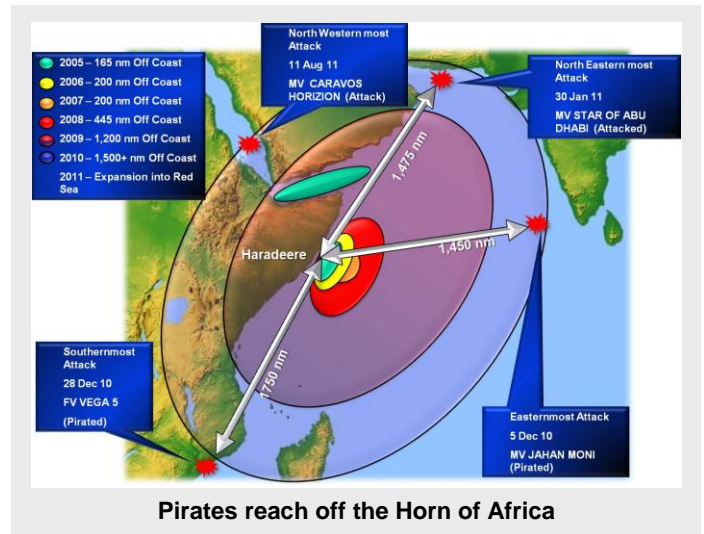 2005 – 165 nm Off Coast
2006 – 200 nm Off Coast
2007 – 200 nm Off Coast
2008 – 445 nm Off Coast
2009 – 1,200 nm Off Coast
2010 – 1,500+ nm Off Coast
2011 – Expansion into Red
Sea
North Western most
Attack
11 Aug 11
MV CARAVOS
HORIZION (Attack)
North Eastern most
Attack
30 Jan 11
MV STAR OF ABU
DHABI (Attacked)
1,475 nm
Haradeere
1,450 nm
1750 nm
Southernmost
Attack
28 Dec 10
FV VEGA 5
(Pirated)
Easternmost Attack
5 Dec 10
MV JAHAN MONI
(Pirated)
Pirates reach off the Horn of Africa